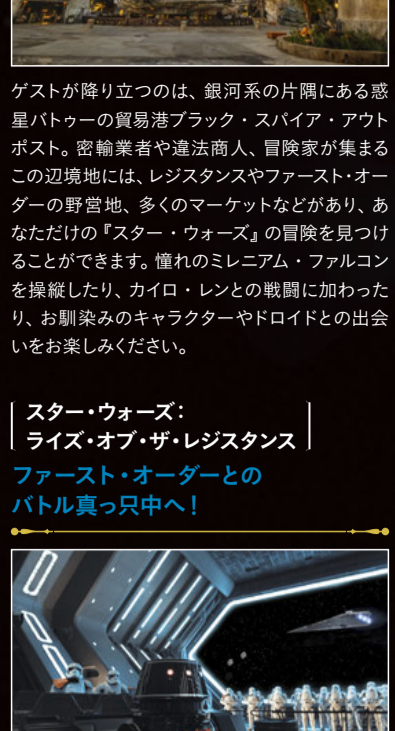 ゲストが降り立つのは、銀河系の片隅にある惑
星バトゥーの貿易港ブラック・スパイア・アウト
ポスト。密輸業者や違法商人、冒険家が集まる
この辺境地には、レジスタンスやファースト・オー
ダーの野営地、多くのマーケットなどがあり、あ
なただけの『スター・ウォーズ』の冒険を見つけ
ることができます。憧れのミレニアム・ファルコン
を操縦したり、カイロ・レンとの戦闘に加わった
り、お馴染みのキャラクターやドロイドとの出会
いをお楽しみください。
スター・ウォーズ：
ライズ・オブ・ザ・レジスタンス
ファースト・オーダーとの
バトル真っ只中へ！